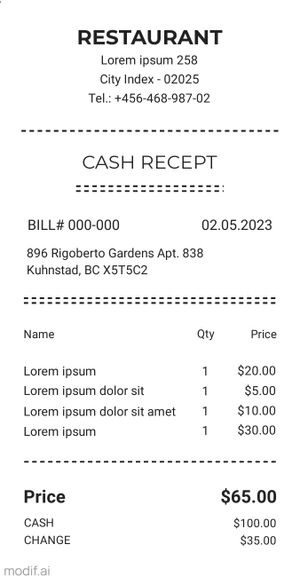 RESTAURANT
Lorem ipsum 258
City Index - 02025
Tel.: +456-468-987-02
CASH RECEPT
BILL# 000-000 02.05.2023
896 Rigoberto Gardens Apt. 838
Kuhnstad, BC X5T5C2
Name Qty Price
Lorem ipsum 1 $20.00
Lorem ipsum dolor sit 1 $5.00
Lorem ipsum dolor sit amet 1 $10.00
Lorem ipsum 1 $30.00
Price $65.00
CASH $100.00
CHANGE $35.00
modif.ai